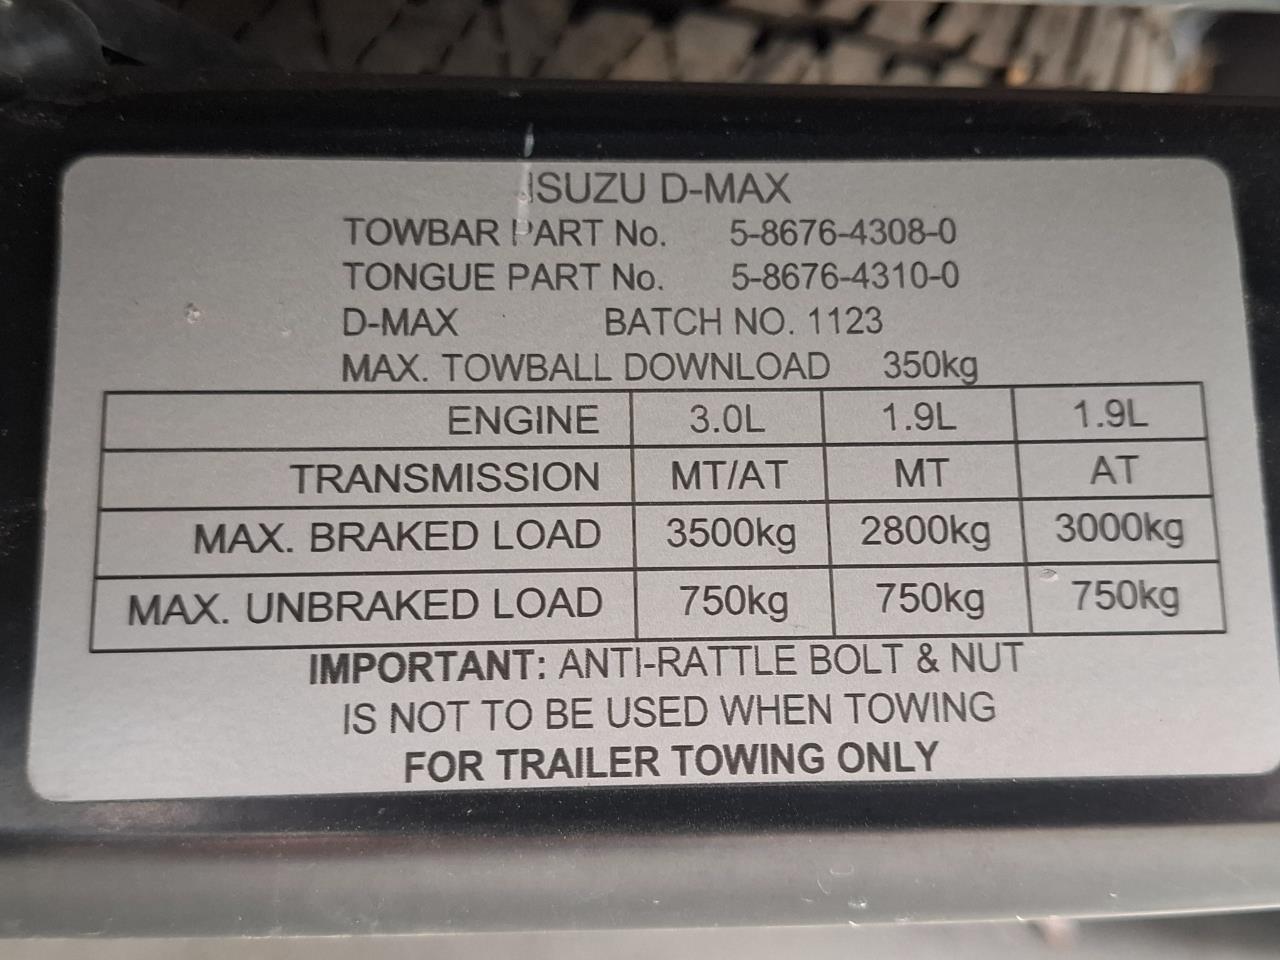 ISUZU D-MAX
TOWBAR PART No. 5-8676-4308-0
TONGUE PART No. 5-8676-4310-0
D-MAX BATCH NO. 1123
MAX. TOWBALL DOWNLOAD 350kg
ENGINE 3.0L 1.9L 1.9L
TRANSMISSION MT/AT MT AT
MAX. BRAKED LOAD 3500kg 2800kg 3000kg
MAX. UNBRAKED LOAD 750kg 750kg 750kg
IMPORTANT: ANTI-RATTLE BOLT & NUT
IS NOT TO BE USED WHEN TOWING
FOR TRAILER TOWING ONLY